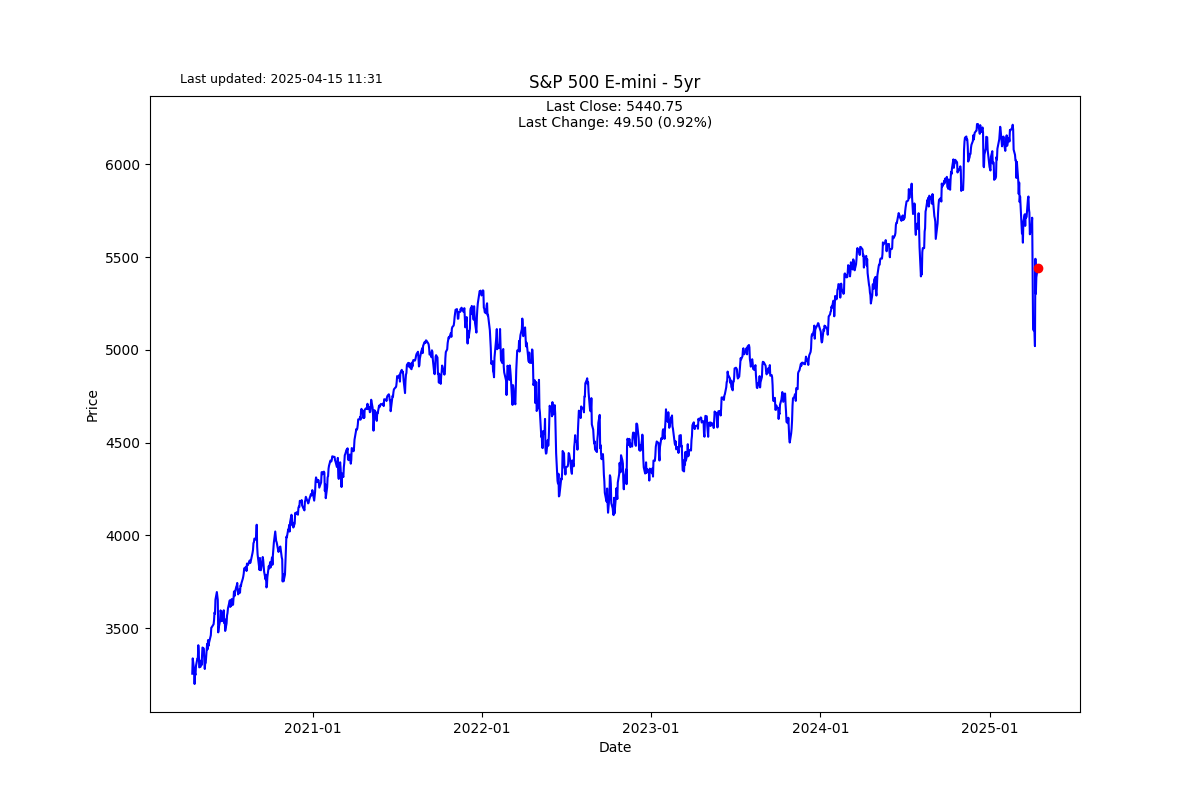 Last updated: 2025-04-15 11:31
S&P 500 E-mini - 5yr
Last Close: 5440.75
Last Change: 49.50 (0.92%)
6000
5500
5000
4500
4000
3500
Price
2021-01
2022-01
2023-01
2024-01
2025-01
Date